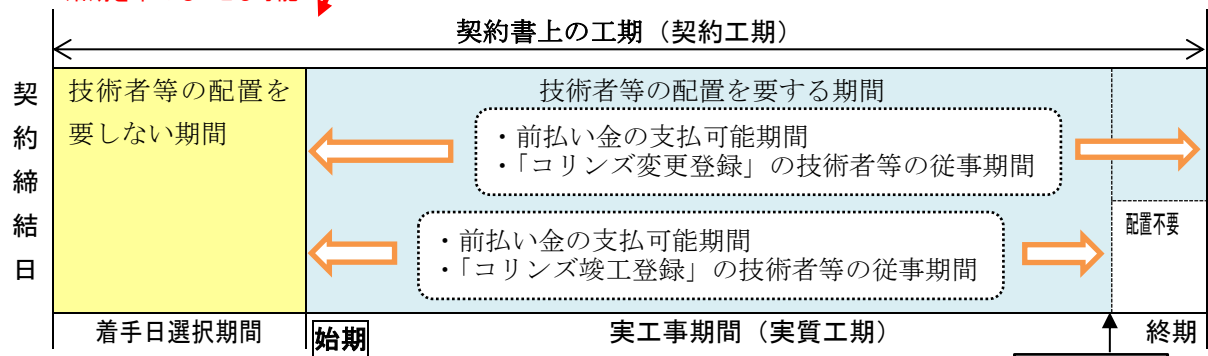 契約書上の工期（契約工期）
契約締結日
技術者等の配置を
要しない期間
技術者等の配置を要する期間
・前払い金の支払可能期間
・「コリンズ変更登録」の技術者等の従事期間
・前払い金の支払可能期間
・「コリンズ竣工登録」の技術者等の従事期間
配置不要
着手日選択期間
始期
実工事期間（実質工期）
終期